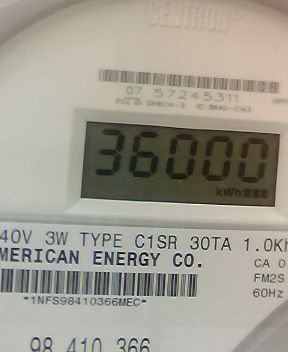 CENTRON
07 57245311
36000
kWh
40V 3W TYPE C1SR 30TA 1.0Kh
MERICAN ENERGY CO.
CA 0
FM2S
60Hz
*1NFS98410366MEC*
98 410 366